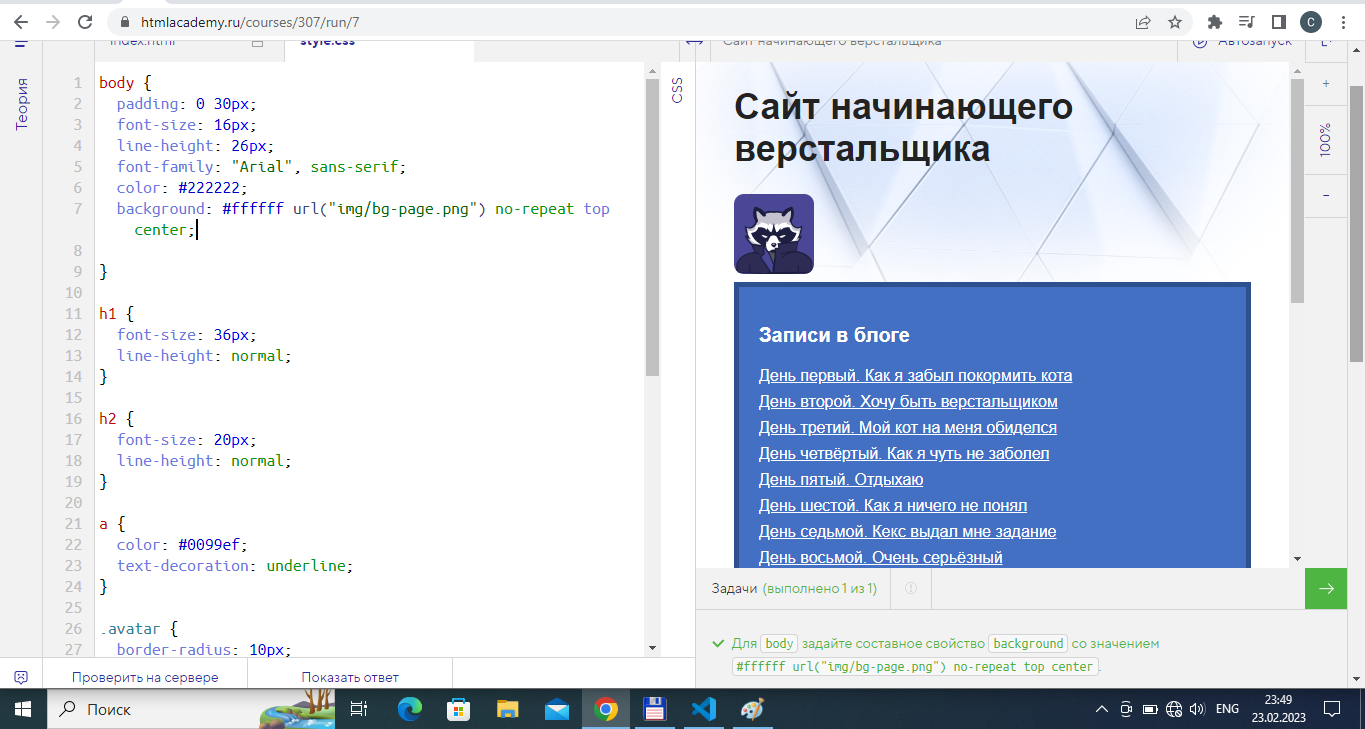 htmlacademy.ru/courses/307/run/7
C
index.html
style.css
Сайт начинающего верстальщика
Автозапуск
Теория
CSS
100%
+
−
1 body {
2 padding: 0 30px;
3 font-size: 16px;
4 line-height: 26px;
5 font-family: "Arial", sans-serif;
6 color: #222222;
7 background: #ffffff url("img/bg-page.png") no-repeat top
center;
8
9 }
10
11 h1 {
12 font-size: 36px;
13 line-height: normal;
14 }
15
16 h2 {
17 font-size: 20px;
18 line-height: normal;
19 }
20
21 a {
22 color: #0099ef;
23 text-decoration: underline;
24 }
25
26 .avatar {
27 border-radius: 10px;
Проверить на сервере
Показать ответ
Сайт начинающего
верстальщика
Записи в блоге
День первый. Как я забыл покормить кота
День второй. Хочу быть верстальщиком
День третий. Мой кот на меня обиделся
День четвёртый. Как я чуть не заболел
День пятый. Отдыхаю
День шестой. Как я ничего не понял
День седьмой. Кекс выдал мне задание
День восьмой. Очень серьёзный
Задачи (выполнено 1 из 1)
Для body задайте составное свойство background со значением
#ffffff url("img/bg-page.png") no-repeat top center.
Поиск
ENG
23:49
23.02.2023